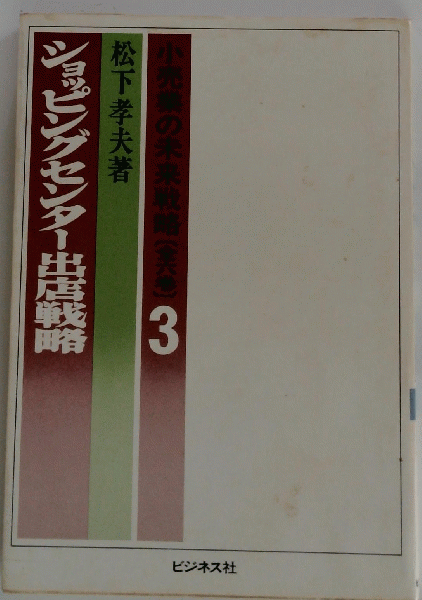 小売業の未来戦略〔全六巻〕3
松下孝夫著
ショッピングセンター出店戦略
ビジネス社